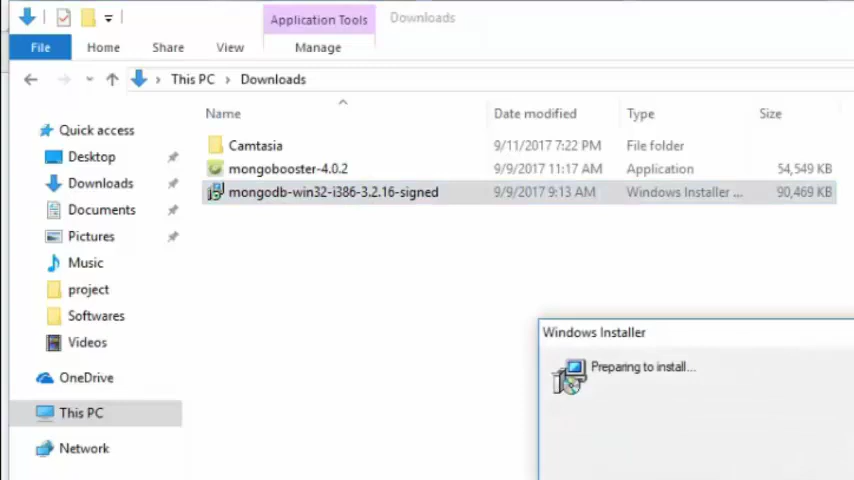 Application Tools Downloads
File Home Share View Manage
This PC Downloads
Name Date modified Type Size
Quick access
Desktop
Downloads
Documents
Pictures
Music
project
Softwares
Videos
OneDrive
This PC
Network
Camtasia 9/11/2017 7:22 PM File folder
mongobooster-4.0.2 9/9/2017 11:17 AM Application 54,549 KB
mongodb-win32-i386-3.2.16-signed 9/9/2017 9:13 AM Windows Installer ... 90,469 KB
Windows Installer
Preparing to install...